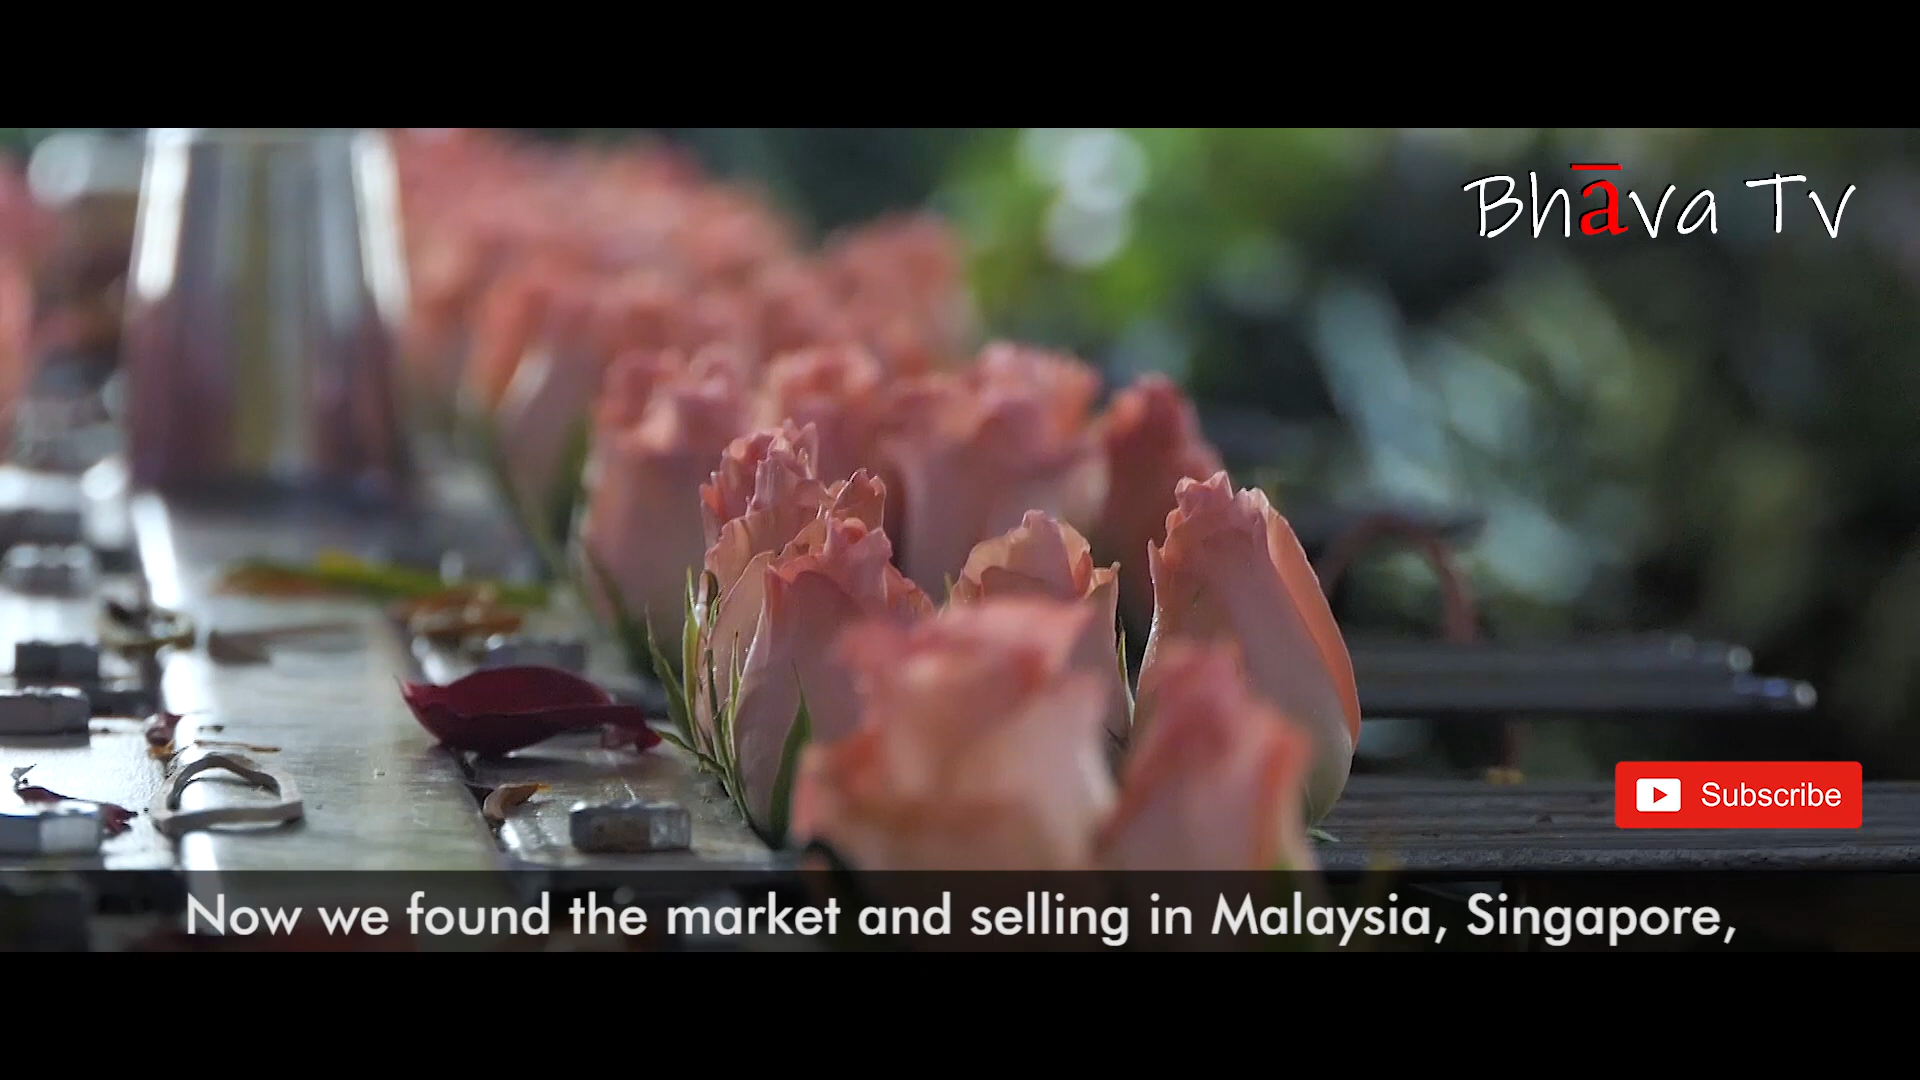 Bhāva Tv
Subscribe
Now we found the market and selling in Malaysia, Singapore,